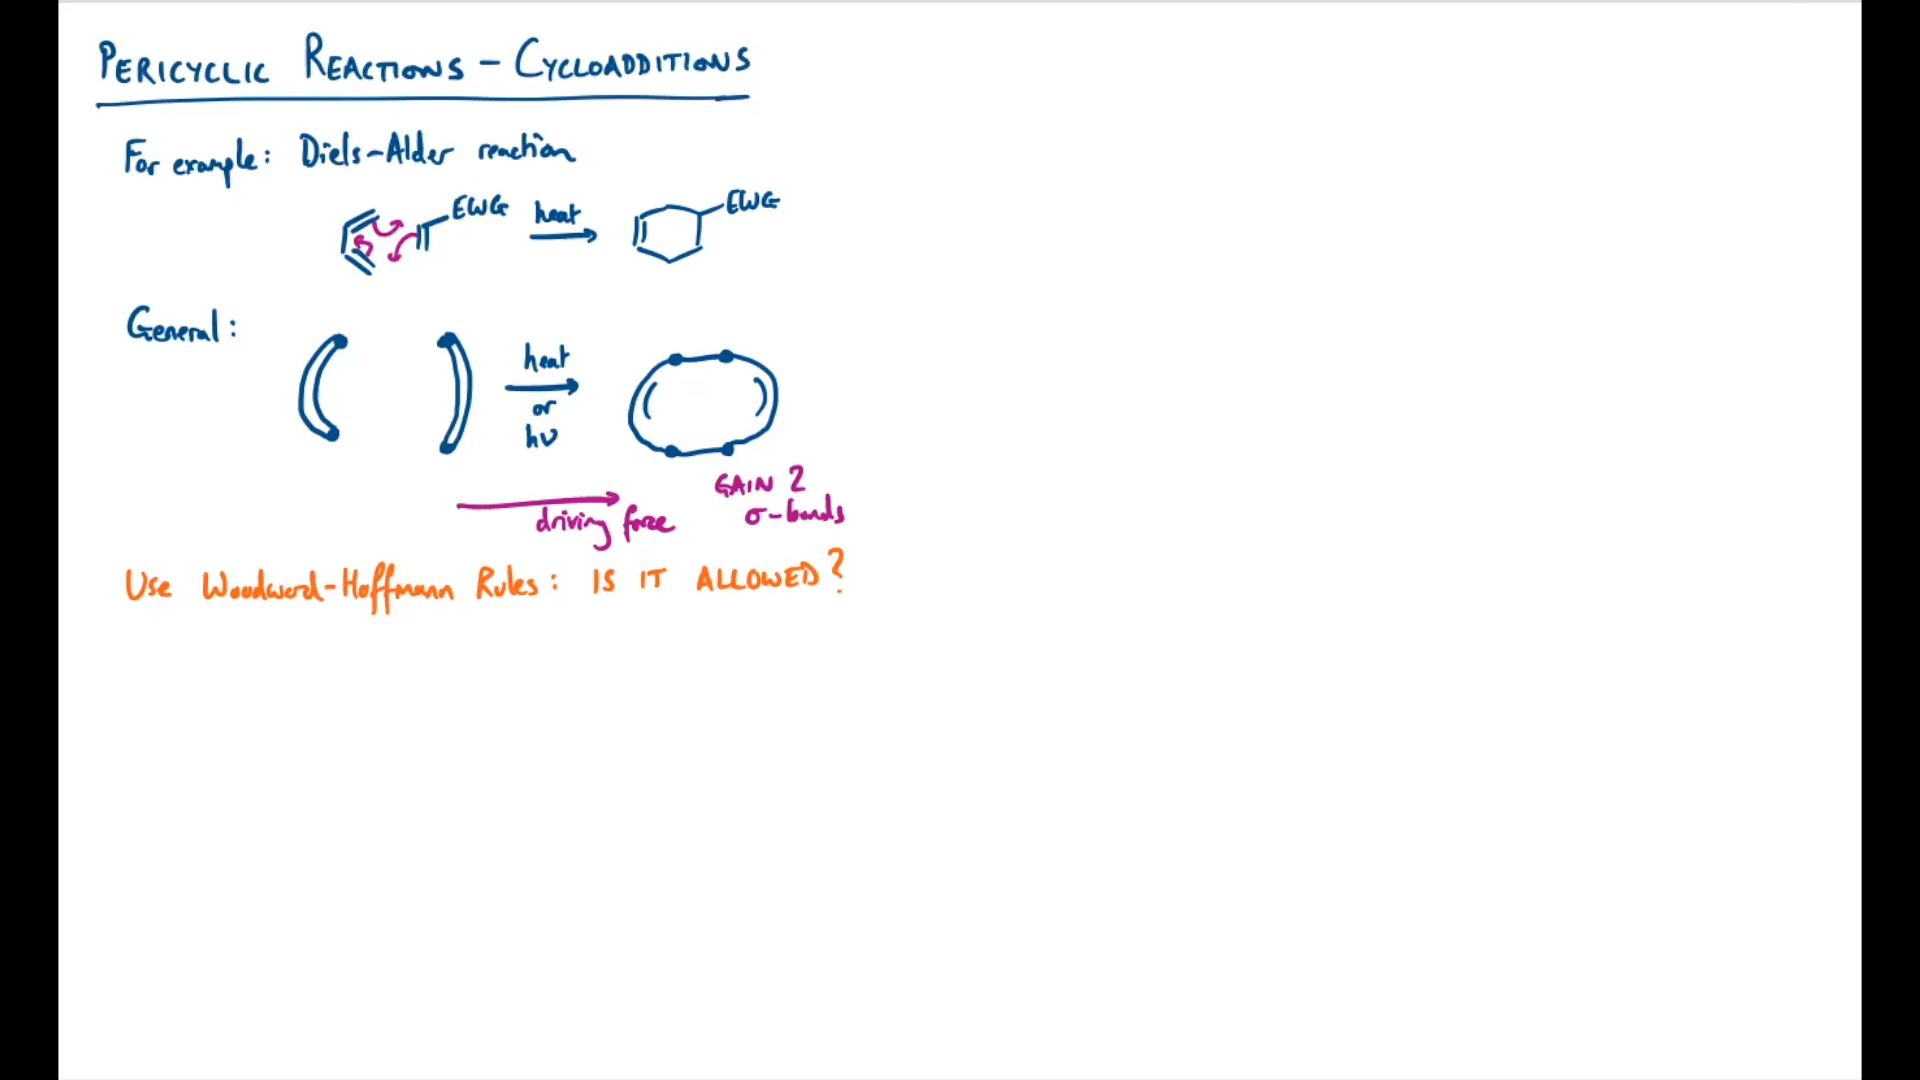 PERICYCLIC REACTIONS - CYCLOADDITIONS
For example: Diels-Alder reaction
EWG heat EWG
General:
heat
or
hν
GAIN 2
σ-bonds
driving force
Use Woodward-Hoffmann Rules: IS IT ALLOWED?